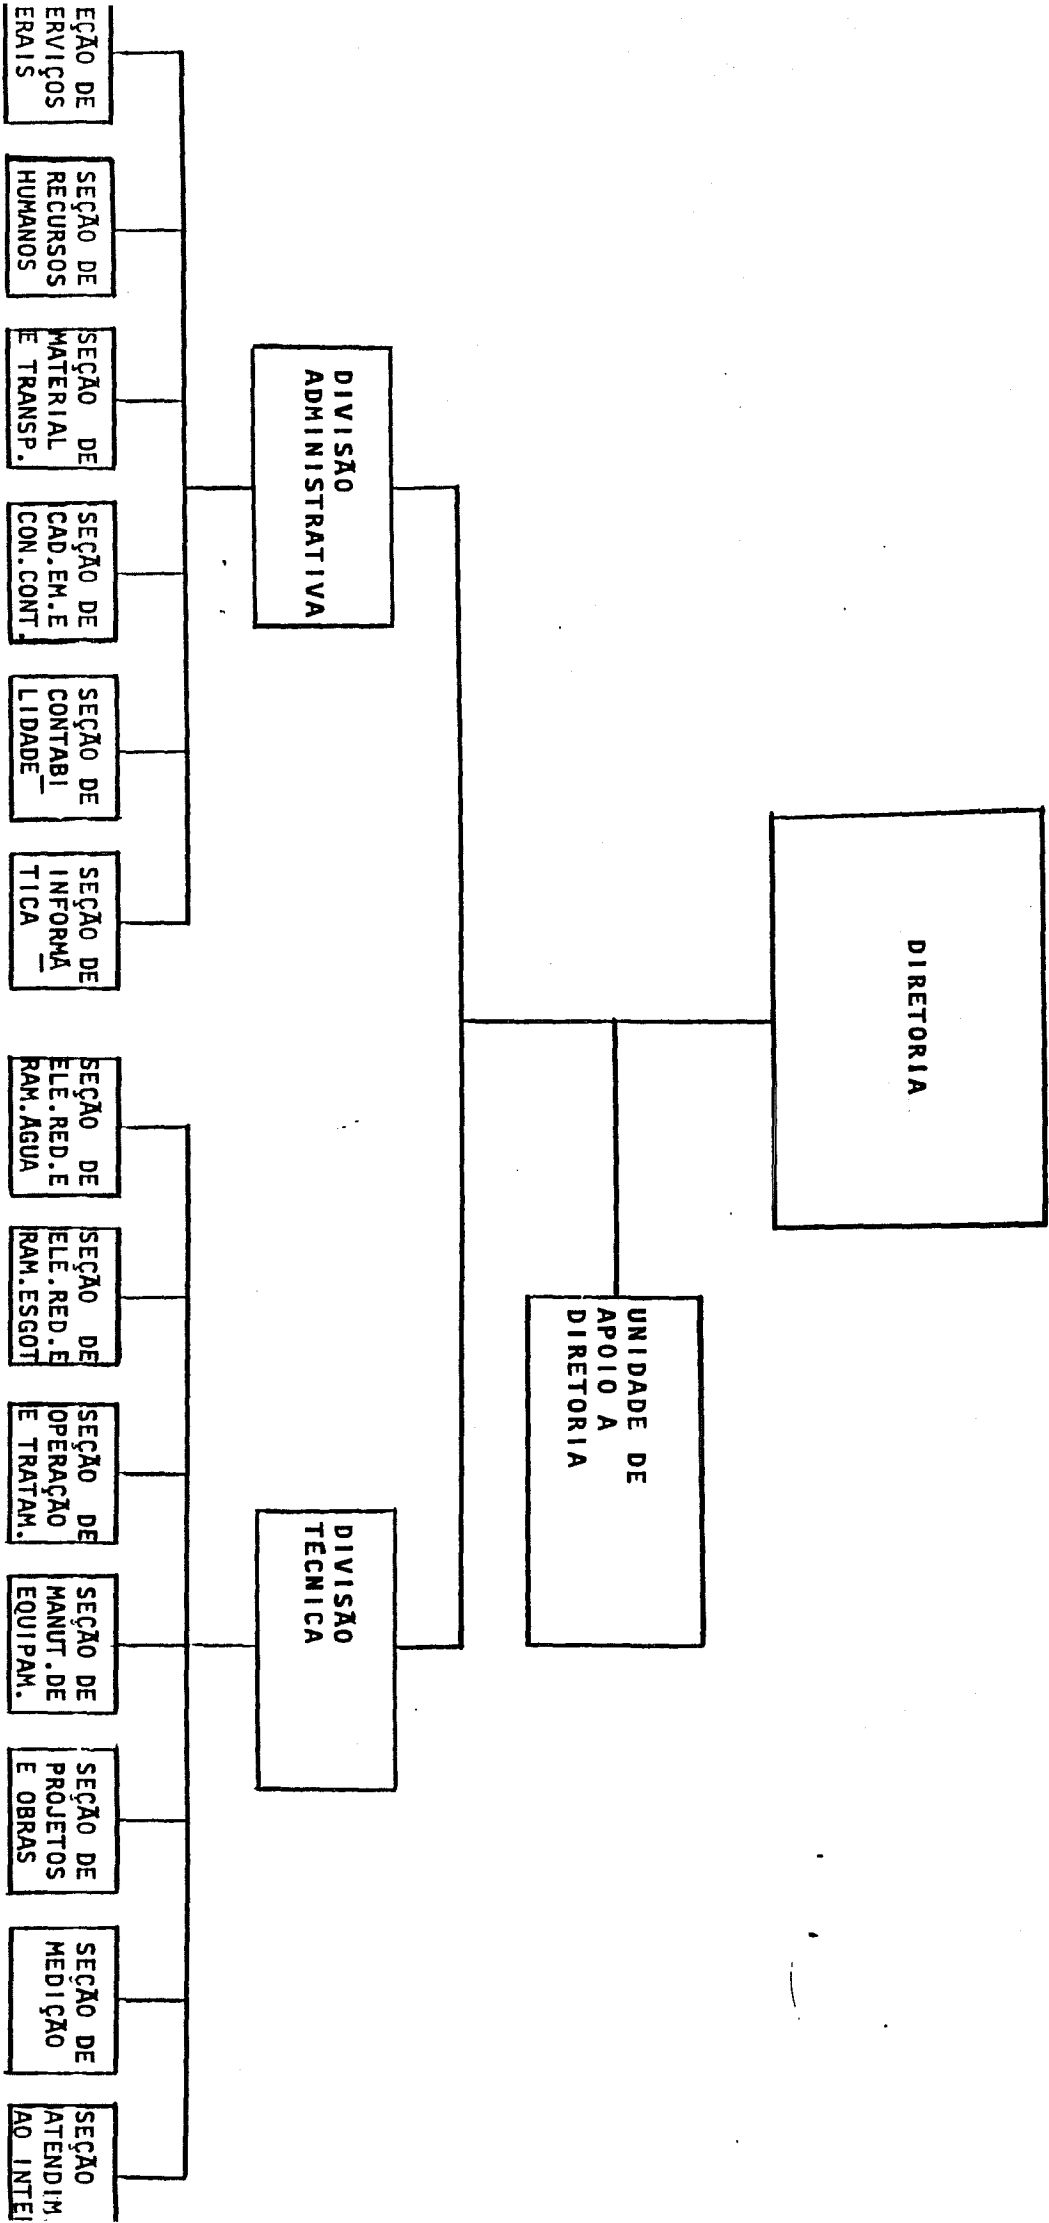 DIRETORIA
UNIDADE DE
APOIO A
DIRETORIA
DIVISÃO
ADMINISTRATIVA
DIVISÃO
TÉCNICA
EÇÃO DE
ERVIÇOS
ERAIS
SEÇÃO DE
RECURSOS
HUMANOS
SEÇÃO DE
MATERIAL
E TRANSP.
SEÇÃO DE
CAD.EM.E
CON.CONT.
SEÇÃO DE
CONTABI
LIDADE
SEÇÃO DE
INFORMÁ
TICA
SEÇÃO DE
ELE.RED.E
RAM.ÁGUA
SEÇÃO DE
ELE.RED.E
RAM.ESGOT
SEÇÃO DE
OPERAÇÃO
E TRATAM.
SEÇÃO DE
MANUT.DE
EQUIPAM.
SEÇÃO DE
PROJETOS
E OBRAS
SEÇÃO DE
MEDIÇÃO
SEÇÃO
ATENDIM.
AO INTE